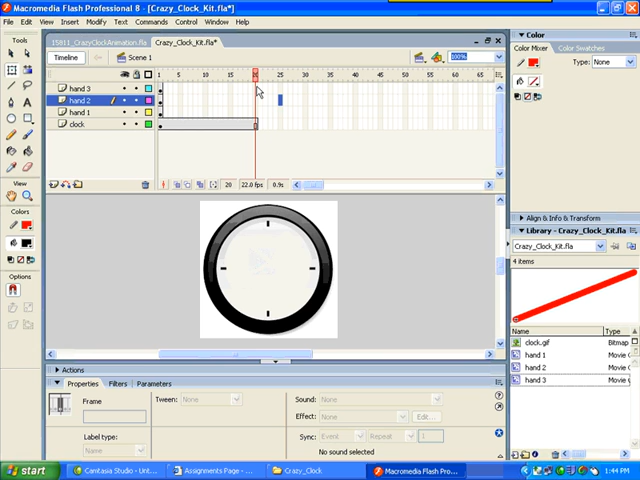 Macromedia Flash Professional 8 - [Crazy_Clock_Kit.fla*]
File Edit View Insert Modify Text Commands Control Window Help
Tools
View
Colors
Options
15811_CrazyClockAnimation.fla Crazy_Clock_Kit.fla*
Timeline Scene 1 100%
1 5 10 15 20 25 30 35 40 45 50 55 60 65
hand 3
hand 2
hand 1
clock
20 22.0 fps 0.9s
Actions
Properties Filters Parameters
Frame
Label type:
Name
Tween: None
Sound: None
Effect: None Edit...
Sync: Event Repeat 1
No sound selected
Color Mixer Color Swatches
Type: None
Align & Info & Transform
Library - Crazy_Clock_Kit.fla
Crazy_Clock_Kit.fla
4 items
Name Type
clock.gif Bitmap
hand 1 Movie C
hand 2 Movie C
hand 3 Movie C
start Camtasia Studio - Unt... Assignments Page - ... Crazy_Clock Macromedia Flash Pro... 1:44 PM